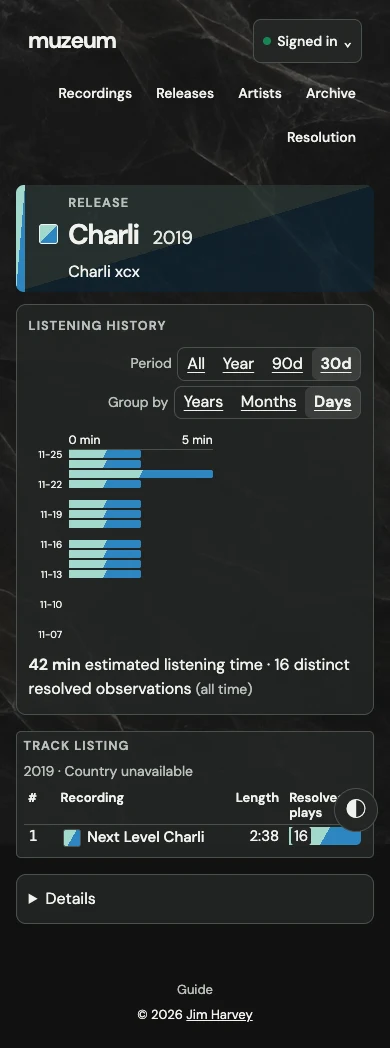 muzeum
Signed in
Recordings Releases Artists Archive
Resolution
RELEASE
Charli 2019
Charli xcx
LISTENING HISTORY
Period All Year 90d 30d
Group by Years Months Days
0 min 5 min
11-25
11-22
11-19
11-16
11-13
11-10
11-07
42 min estimated listening time · 16 distinct
resolved observations (all time)
TRACK LISTING
2019 · Country unavailable
# Recording Length
plays
1 Next Level Charli 2:38 16
Details
Guide
© 2026 Jim Harvey